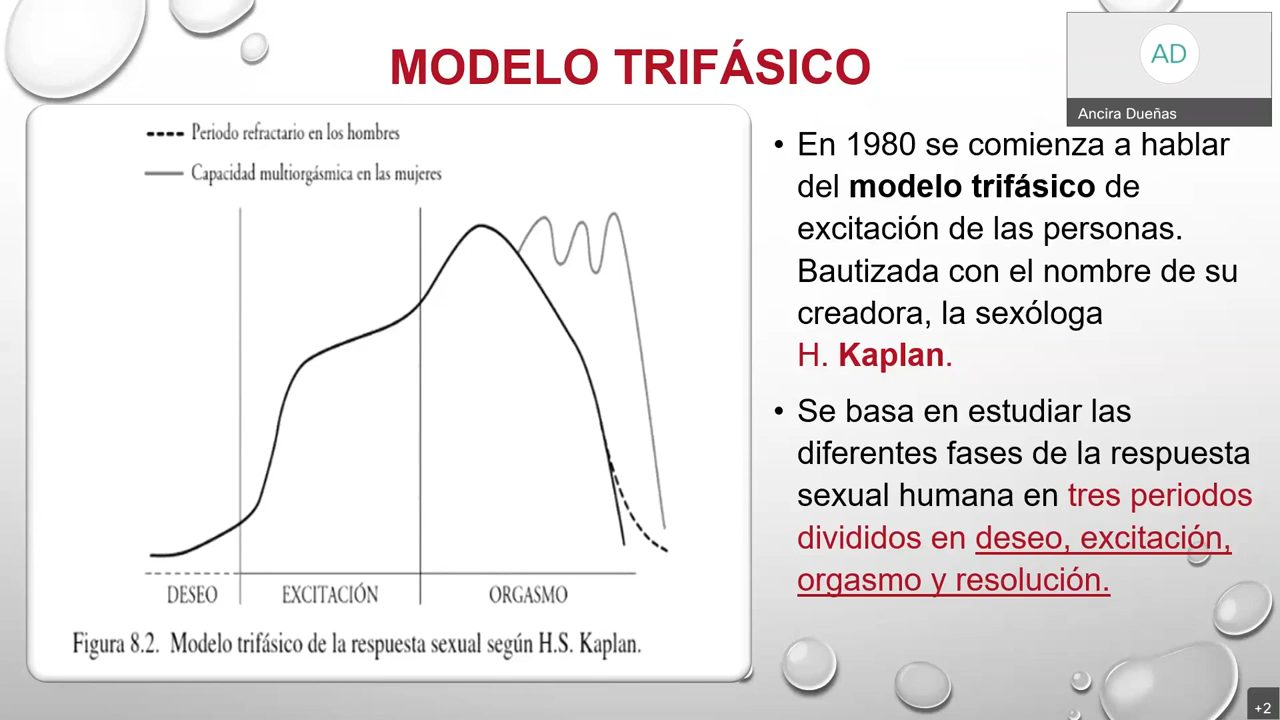 MODELO TRIFÁSICO
AD
Ancira Dueñas
Periodo refractario en los hombres
Capacidad multiorgásmica en las mujeres
DESEO
EXCITACIÓN
ORGASMO
Figura 8.2. Modelo trifásico de la respuesta sexual según H.S. Kaplan.
• En 1980 se comienza a hablar
del modelo trifásico de
excitación de las personas.
Bautizada con el nombre de su
creadora, la sexóloga
H. Kaplan.
• Se basa en estudiar las
diferentes fases de la respuesta
sexual humana en tres periodos
divididos en deseo, excitación,
orgasmo y resolución.
+2